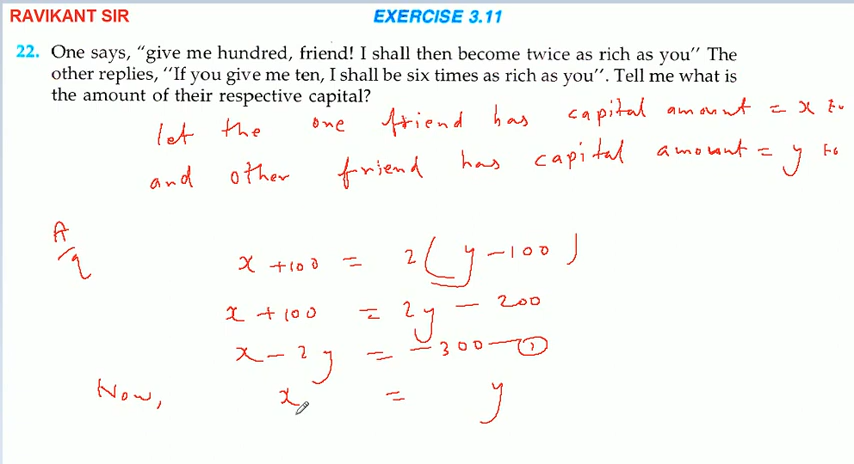 RAVIKANT SIR
EXERCISE 3.11
22. One says, “give me hundred, friend! I shall then become twice as rich as you” The
other replies, “If you give me ten, I shall be six times as rich as you”. Tell me what is
the amount of their respective capital?
let the one friend has capital amount = x
and other friend has capital amount = y
A/q
x + 100 = 2(y - 100)
x + 100 = 2y - 200
x - 2y = -300 - ①
Now, x = y